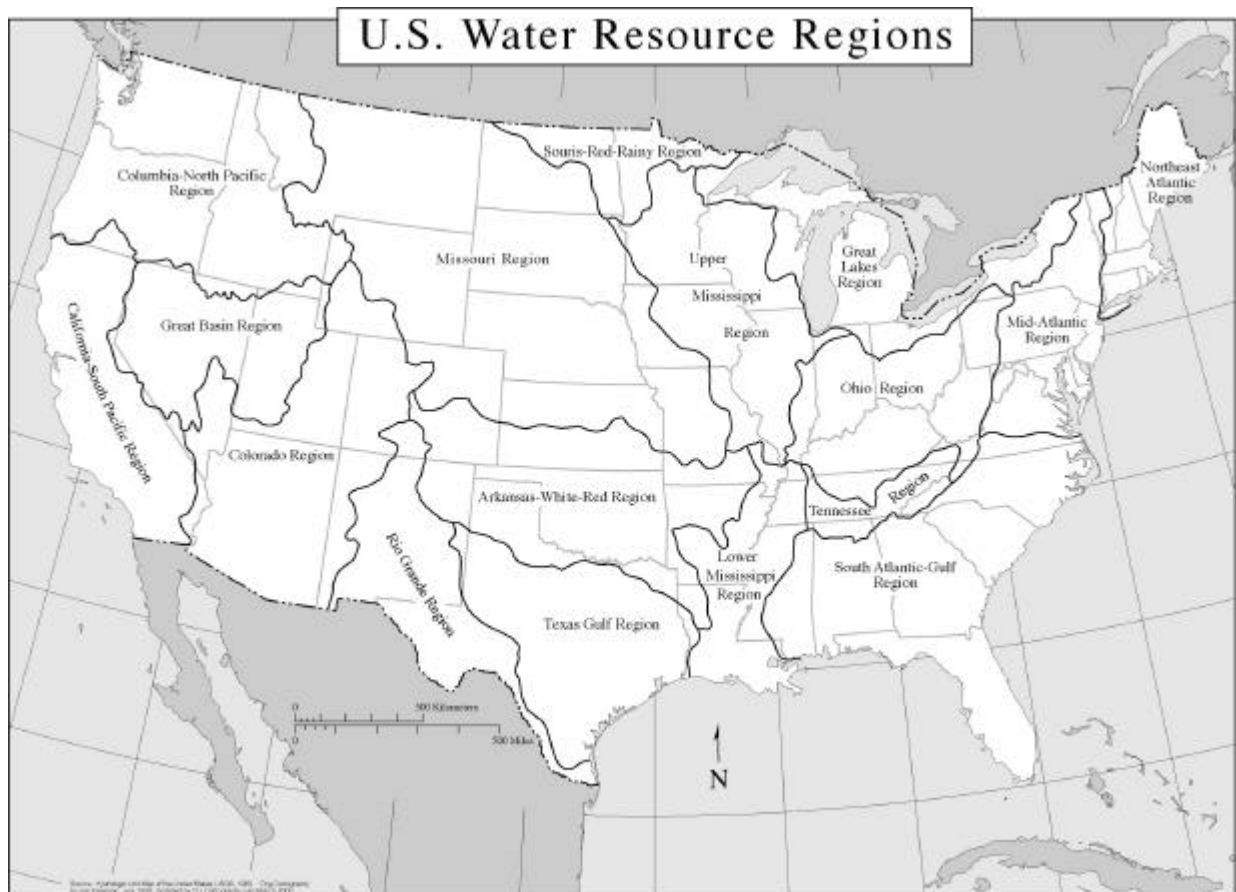 U.S. Water Resource Regions
Souris-Red-Rainy Region
Columbia-North Pacific
Region
Northeast
Atlantic
Region
Missouri Region
Upper
Mississippi
Region
Great
Lakes
Region
Great Basin Region
Mid-Atlantic
Region
California-South Pacific Region
Ohio Region
Colorado Region
Arkansas-White-Red Region
Tennessee
Region
Rio Grande Region
Lower
Mississippi
Region
South Atlantic-Gulf
Region
Texas Gulf Region
0
500 Kilometers
0
500 Miles
N